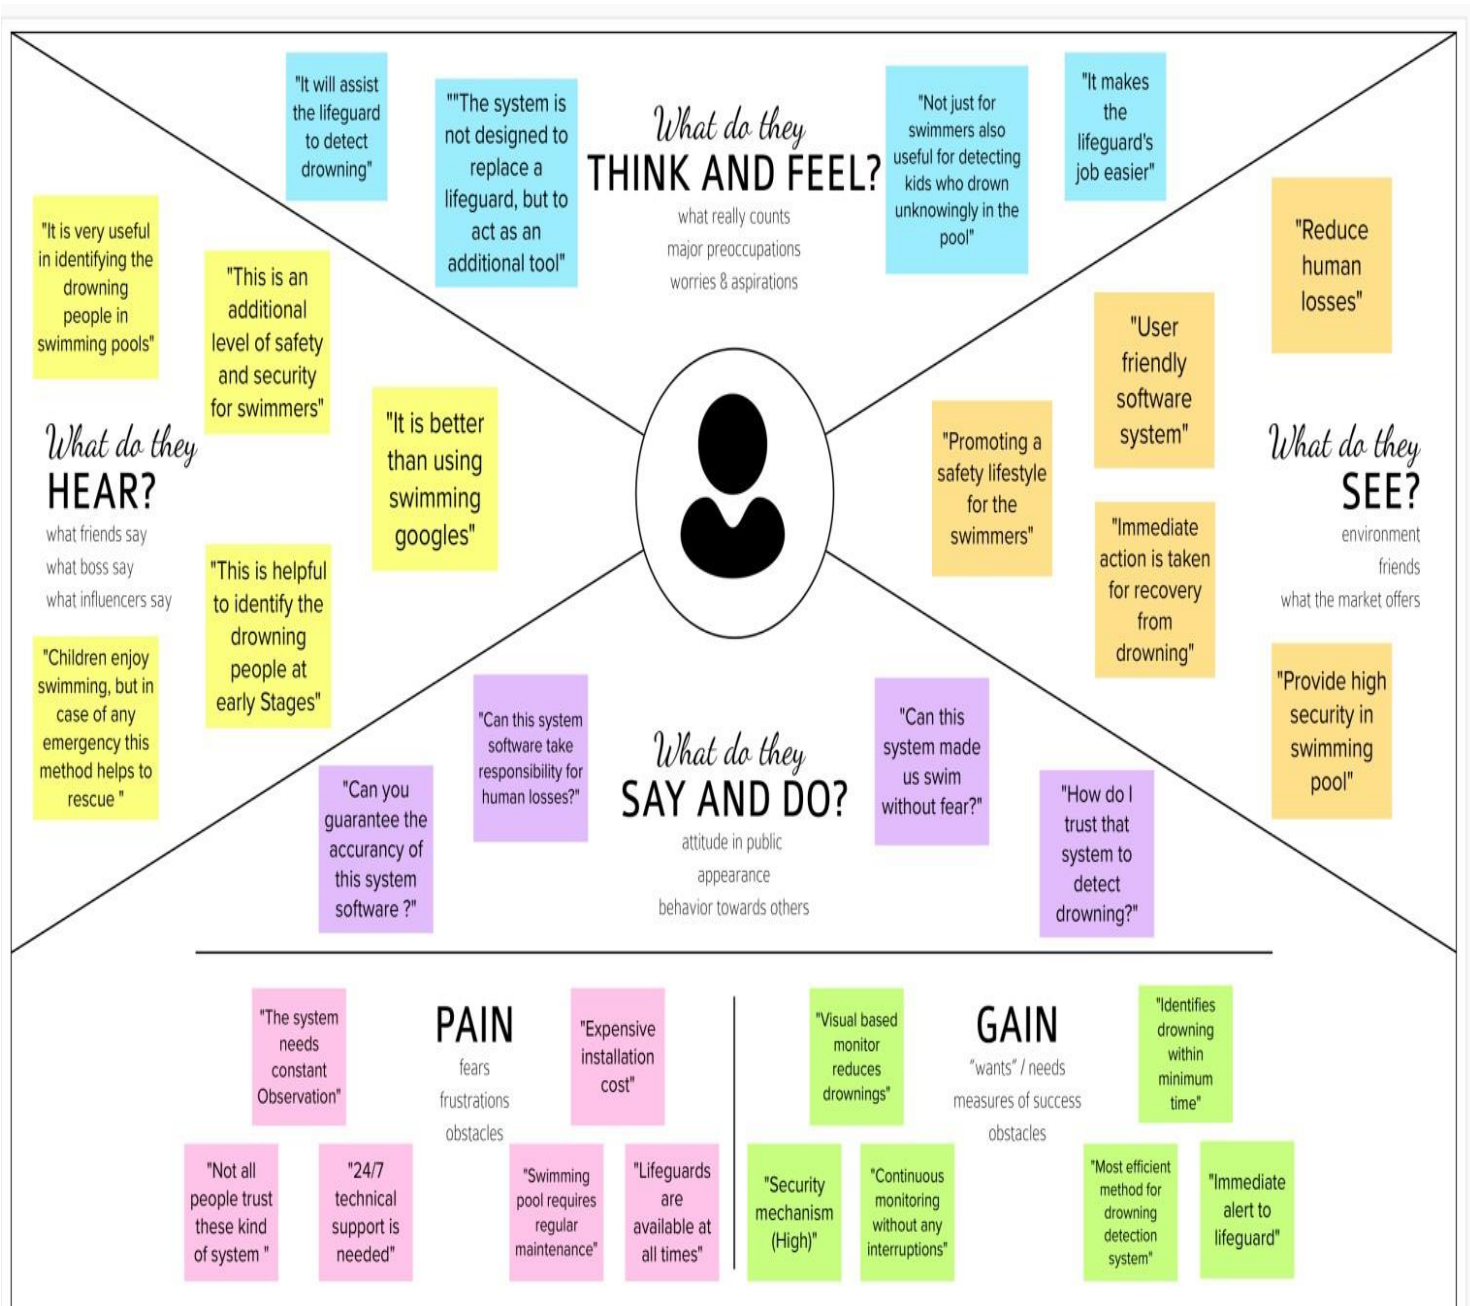 "It will assist
the lifeguard
to detect
drowning"
""The system is
not designed to
replace a
lifeguard, but to
act as an
additional tool"
What do they
THINK AND FEEL?
what really counts
major preoccupations
worries & aspirations
"Not just for
swimmers also
useful for detecting
kids who drown
unknowingly in the
pool"
"It makes
the
lifeguard's
job easier"
"It is very useful
in identifying the
drowning
people in
swimming pools"
"This is an
additional
level of safety
and security
for swimmers"
"It is better
than using
swimming
googles"
What do they
HEAR?
what friends say
what boss say
what influencers say
"This is helpful
to identify the
drowning
people at
early Stages"
"Children enjoy
swimming, but in
case of any
emergency this
method helps to
rescue "
"Reduce
human
losses"
"User
friendly
software
system"
"Promoting a
safety lifestyle
for the
swimmers"
What do they
SEE?
environment
friends
what the market offers
"Immediate
action is taken
for recovery
from
drowning"
"Provide high
security in
swimming
pool"
"Can you
guarantee the
accurancy of
this system
software ?"
"Can this system
software take
responsibility for
human losses?"
What do they
SAY AND DO?
attitude in public
appearance
behavior towards others
"Can this
system made
us swim
without fear?"
"How do I
trust that
system to
detect
drowning?"
"The system
needs
constant
Observation"
PAIN
fears
frustrations
obstacles
"Expensive
installation
cost"
"Not all
people trust
these kind
of system "
"24/7
technical
support is
needed"
"Swimming
pool requires
regular
maintenance"
"Lifeguards
are
available at
all times"
"Visual based
monitor
reduces
drownings"
GAIN
"wants" / needs
measures of success
obstacles
"Identifies
drowning
within
minimum
time"
"Security
mechanism
(High)"
"Continuous
monitoring
without any
interruptions"
"Most efficient
method for
drowning
detection
system"
"Immediate
alert to
lifeguard"